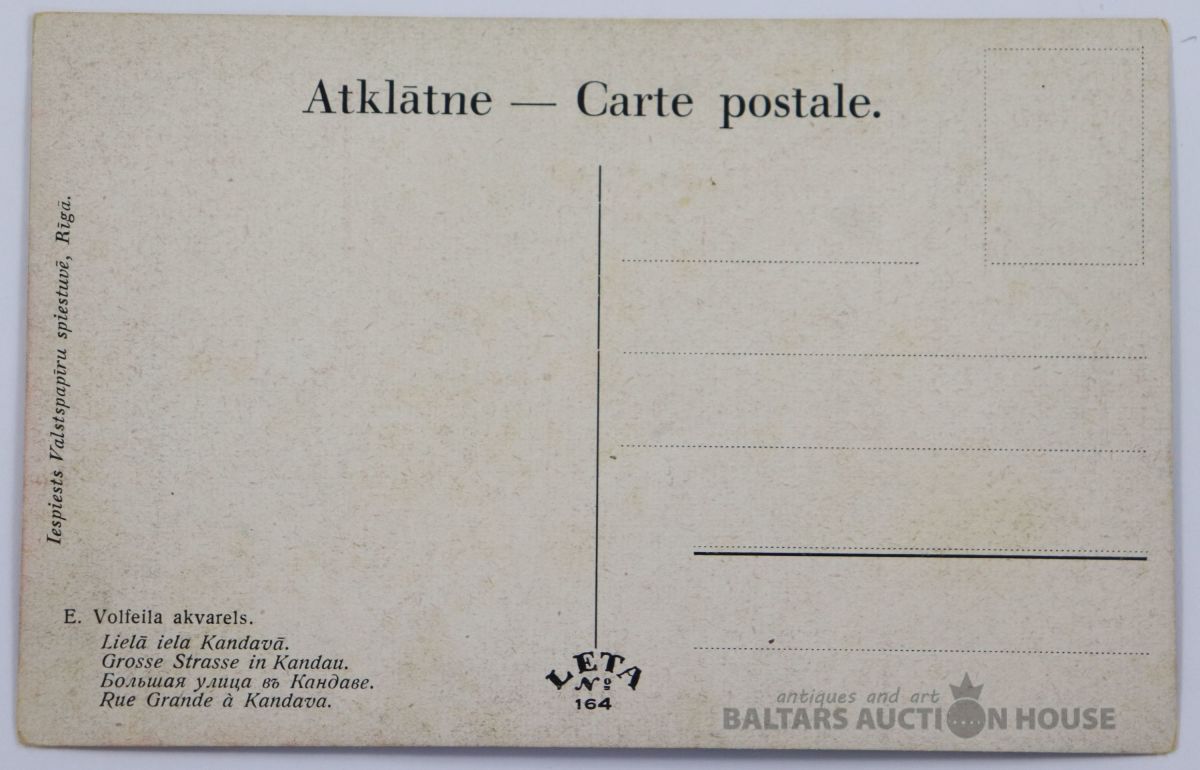 Atklātne — Carte postale.
Iespiests Valstspapīru spiestuvē, Rīgā.
E. Volfeila akvarels.
Lielā iela Kandavā.
Grosse Strasse in Kandau.
Большая улица въ Кандаве.
Rue Grande à Kandava.
LETA
№
164
antiques and art
BALTARS AUCTION HOUSE